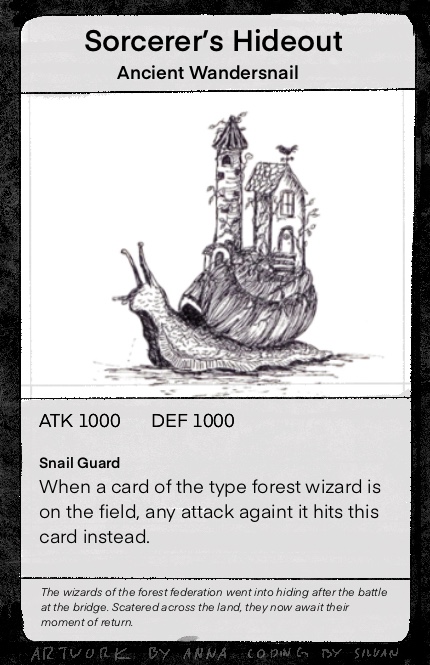 Sorcerer's Hideout
Ancient Wandersnail
ATK 1000 DEF 1000
Snail Guard
When a card of the type forest wizard is
on the field, any attack againt it hits this
card instead.
The wizards of the forest federation went into hiding after the battle
at the bridge. Scatered across the land, they now await their
moment of return.
ARTWORK BY ANNA CODING BY SILVAN